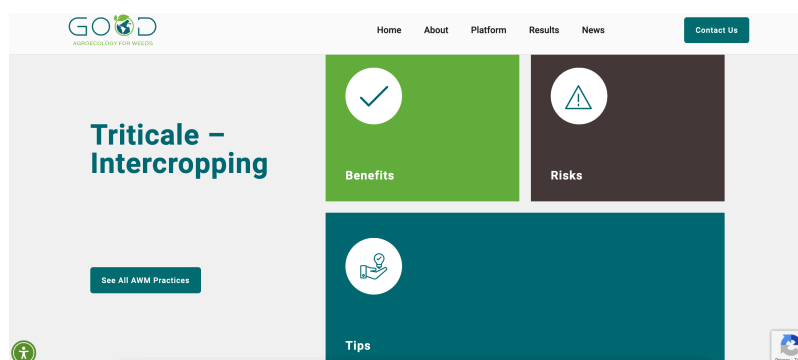 GOOD
AGROECOLOGY FOR WEEDS
Home About Platform Results News
Contact Us
Triticale –
Intercropping
See All AWM Practices
Benefits
Risks
Tips